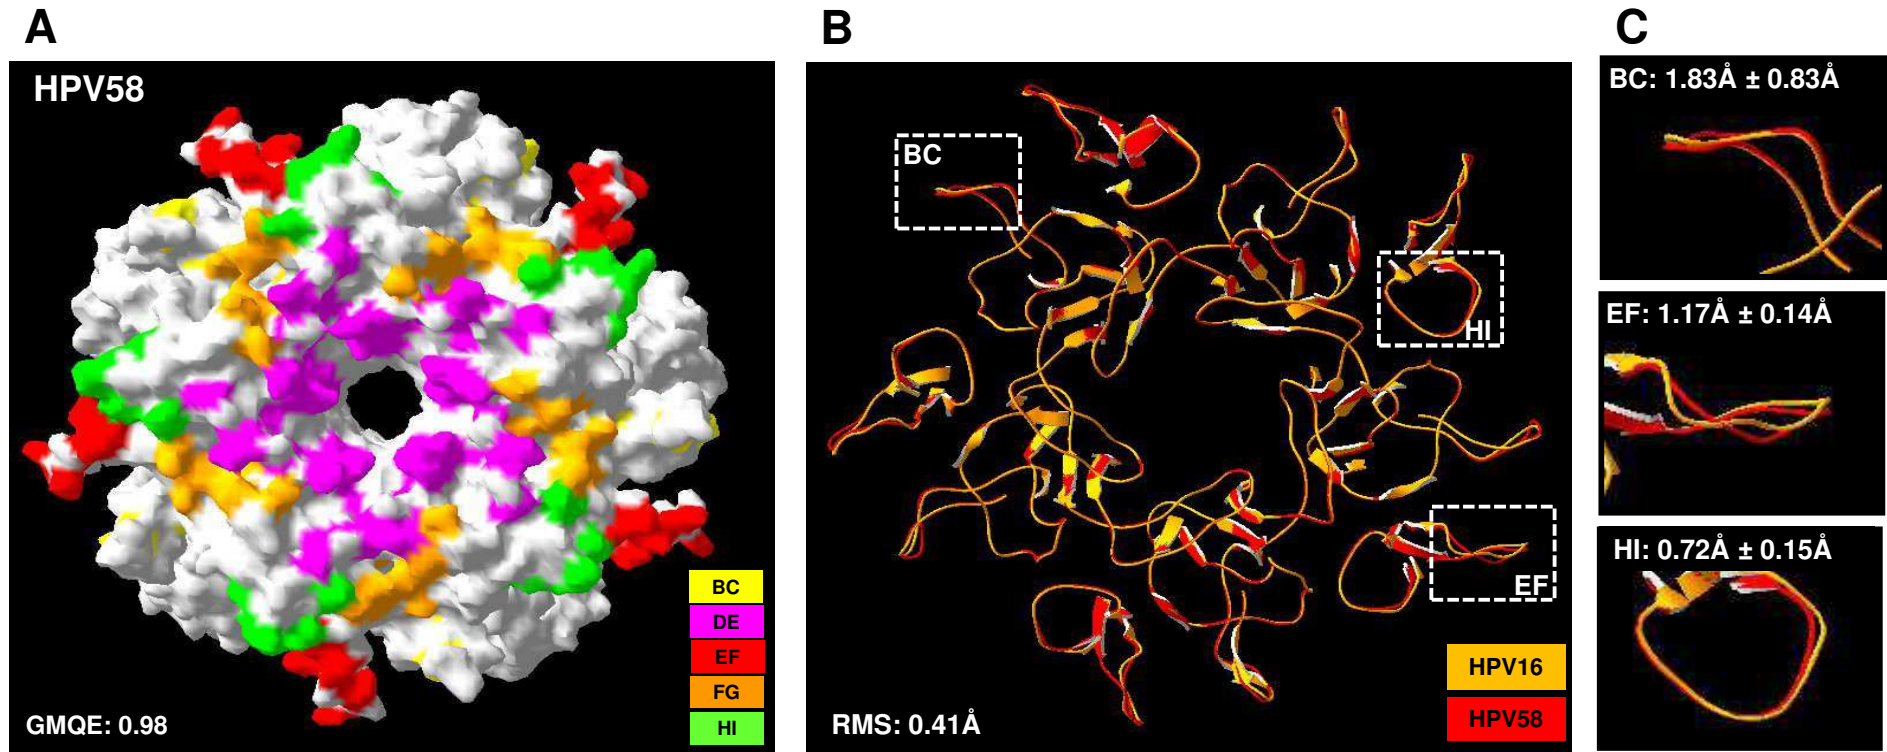 A
HPV58
BC
DE
EF
FG
HI
GMQE: 0.98
B
BC
HI
EF
HPV16
HPV58
RMS: 0.41Å
C
BC: 1.83Å ± 0.83Å
EF: 1.17Å ± 0.14Å
HI: 0.72Å ± 0.15Å